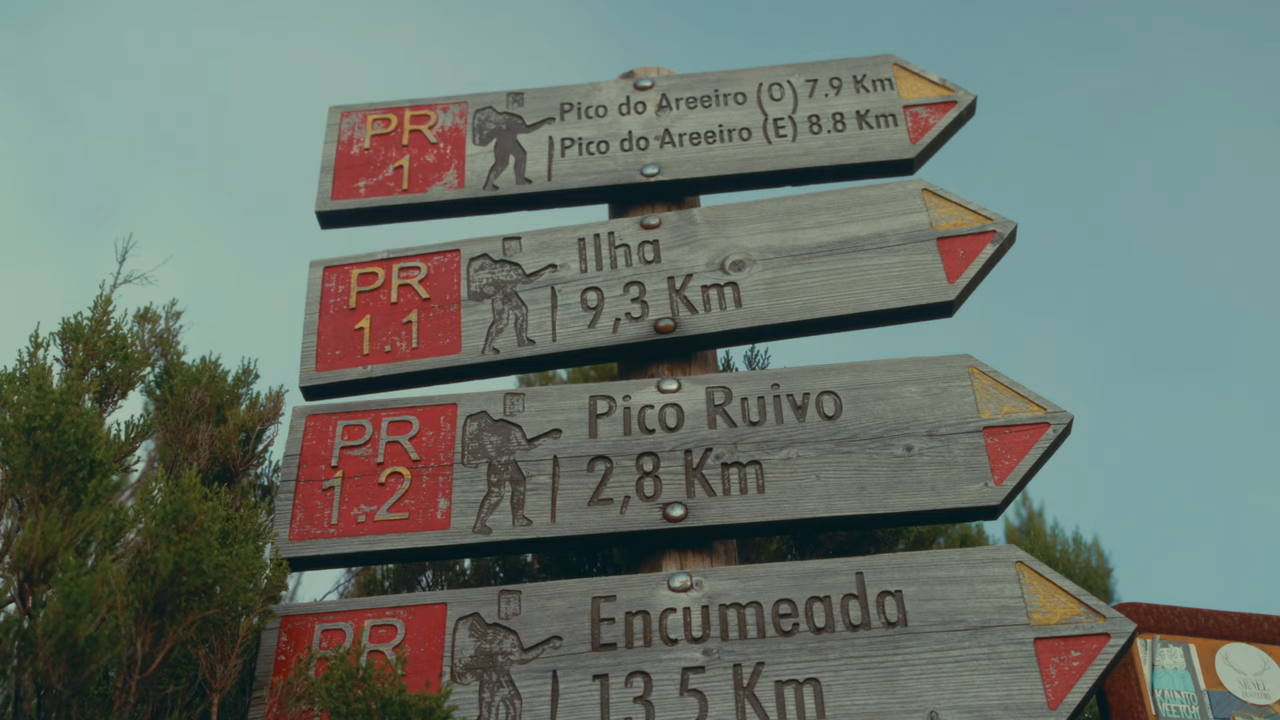 PR
1
Pico do Areeiro (O) 7.9 Km
Pico do Areeiro (E) 8.8 Km
PR
1.1
Ilha
9,3 Km
PR
1.2
Pico Ruivo
2,8 Km
PR
Encumeada
13,5 Km